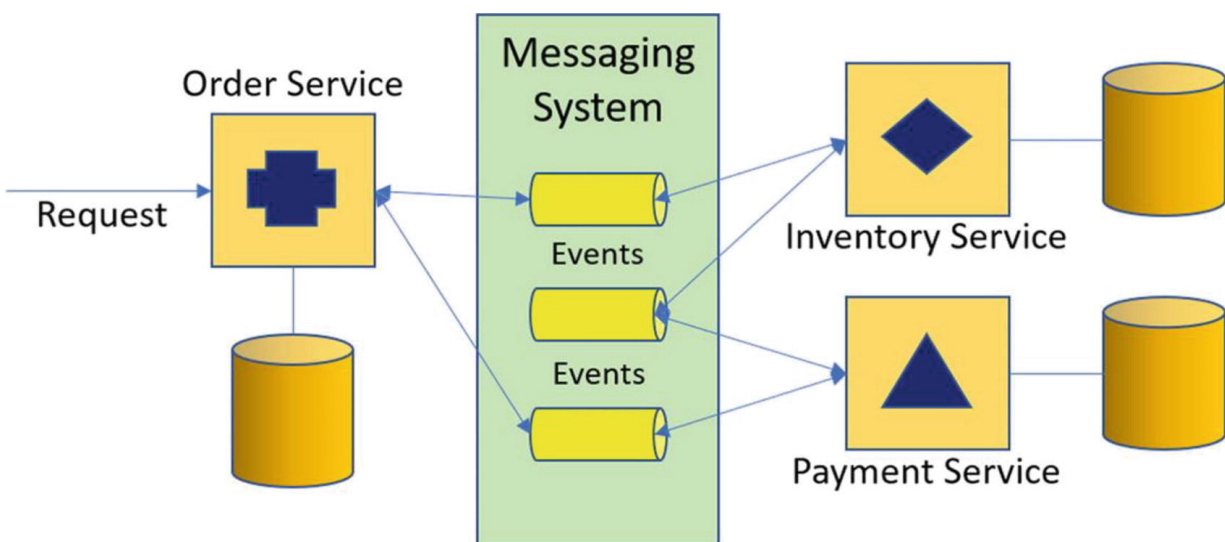 Order Service
Request
Messaging
System
Events
Events
Inventory Service
Payment Service